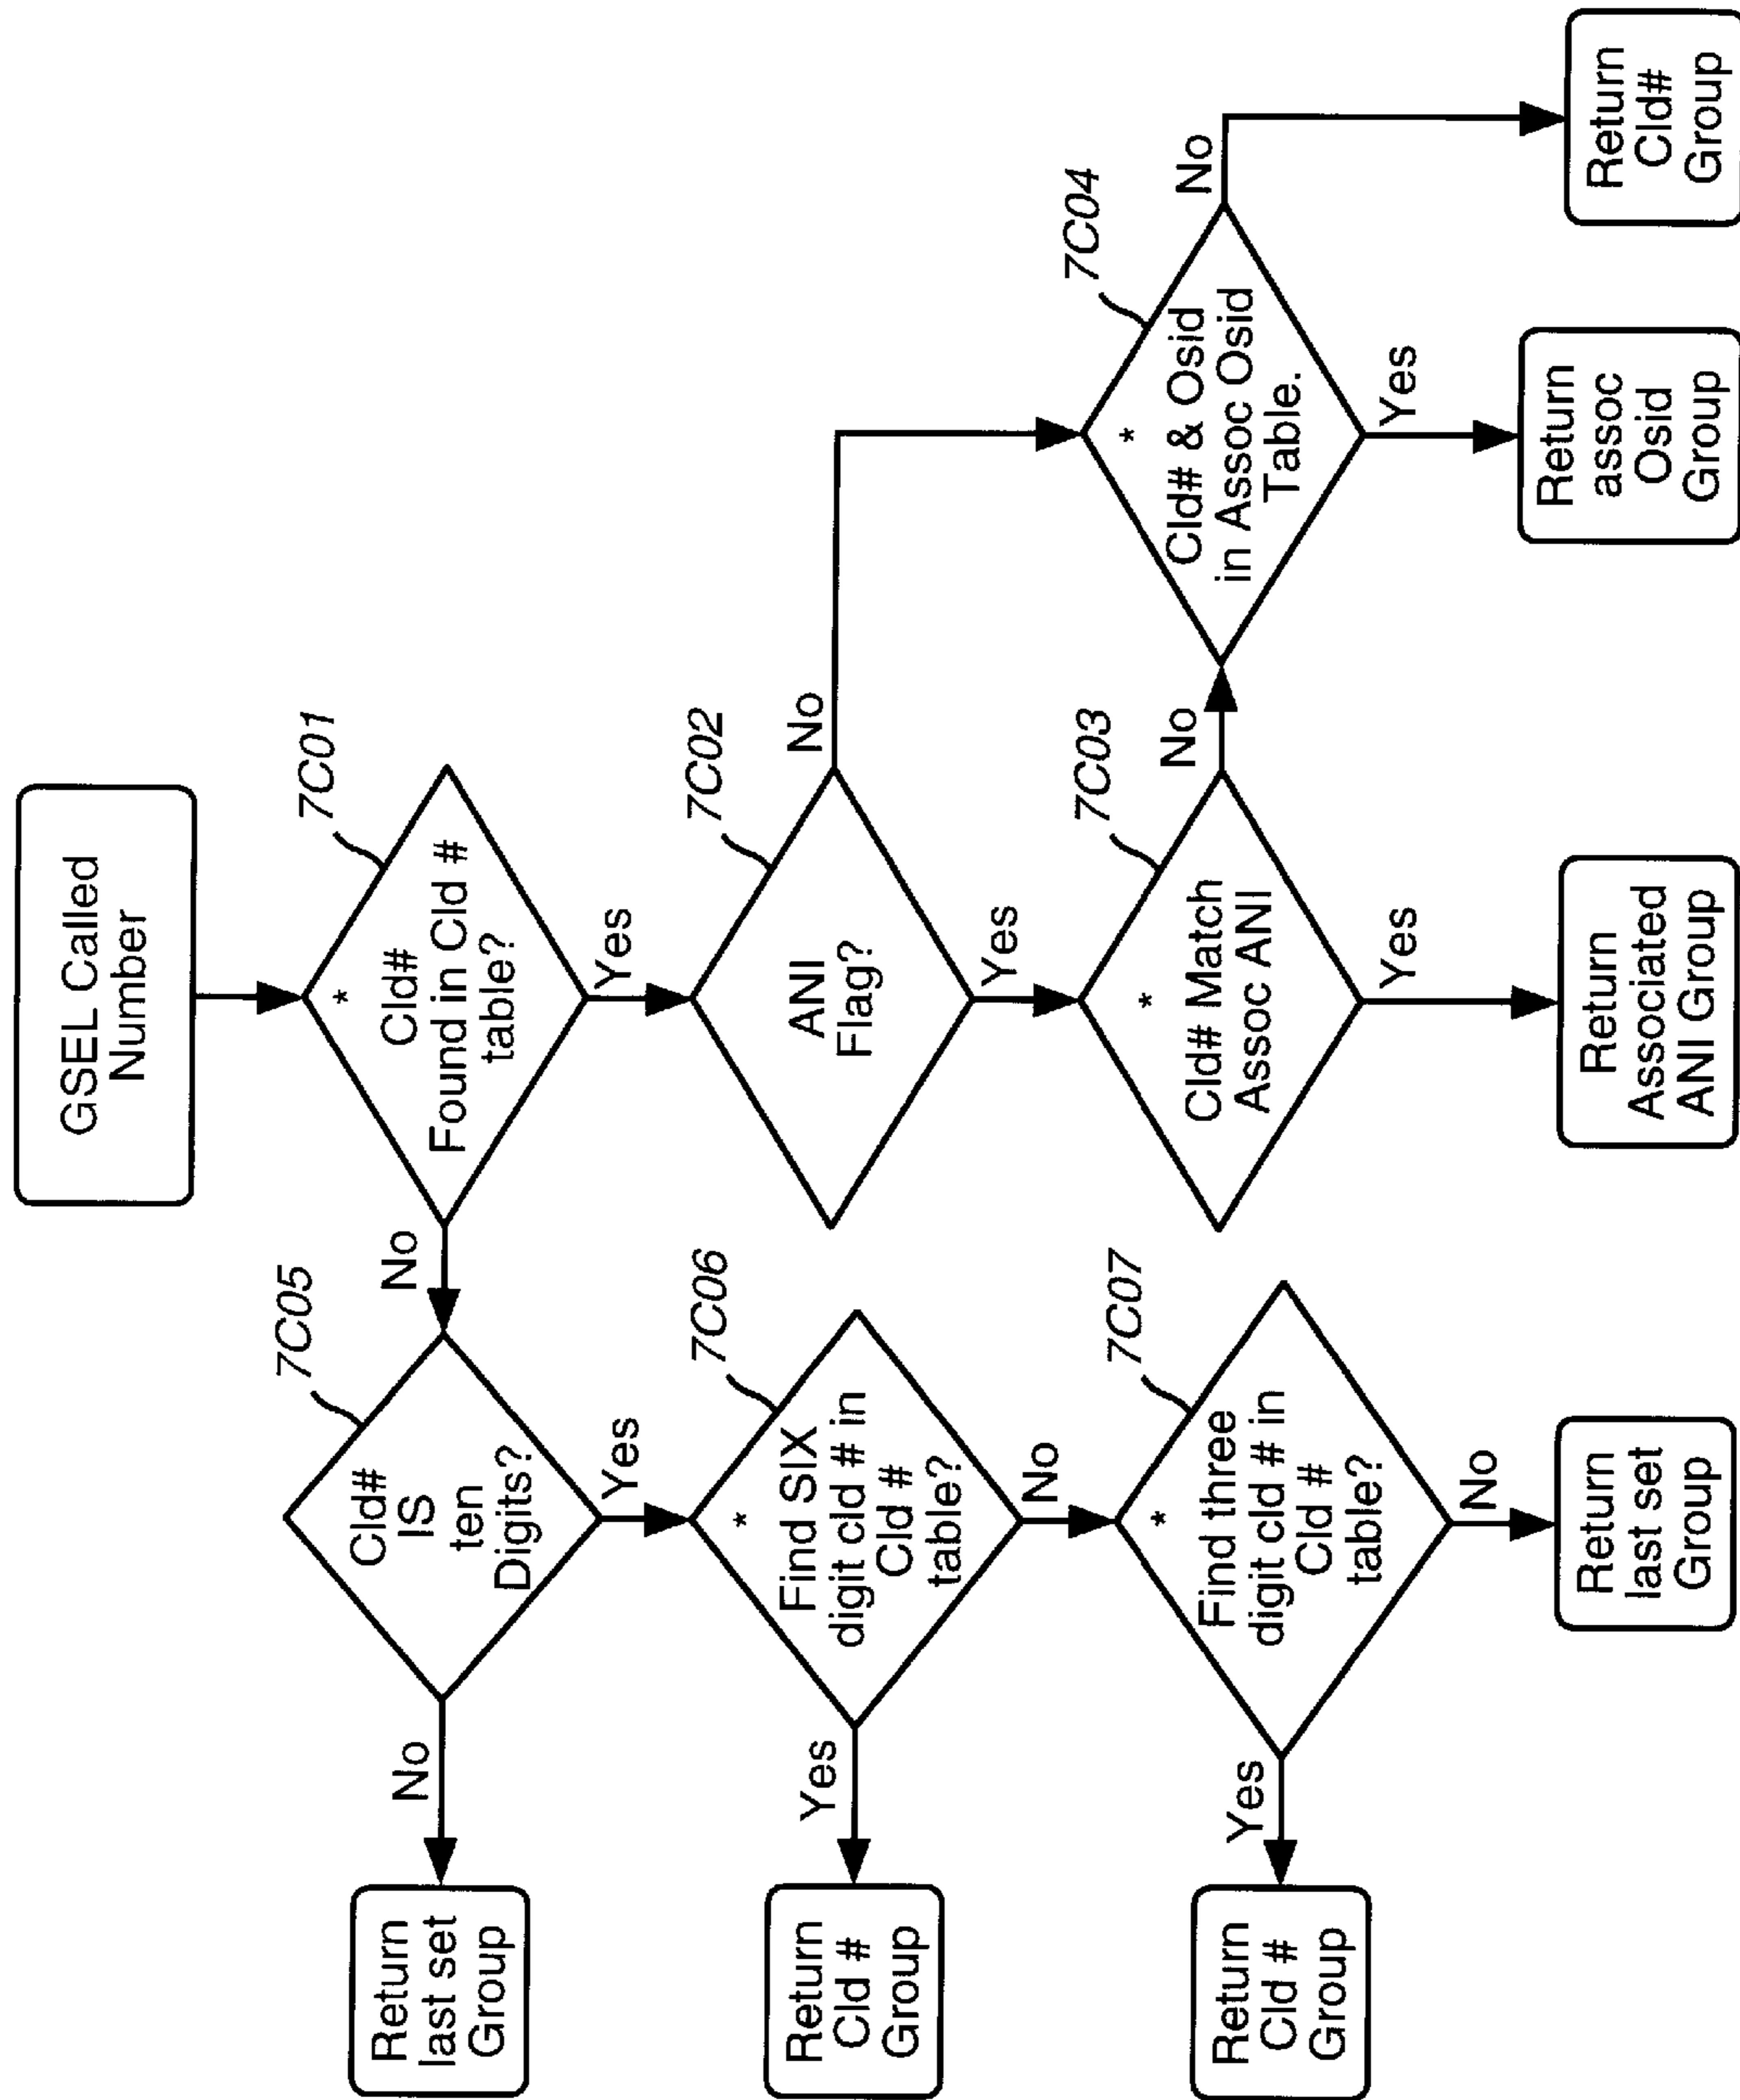 GSEL Called
Number
7C01
*
Cld#
Found in Cld #
table?
No
Yes
7C05
Cld#
IS
ten
Digits?
No
Yes
Return
last set
Group
7C02
ANI
Flag?
No
Yes
7C06
*
Find SIX
digit cld # in
Cld #
table?
Yes
No
Return
Cld #
Group
7C03
*
Cld# Match
Assoc ANI
No
Yes
7C04
*
Cld# & Osid
in Assoc Osid
Table.
No
Yes
7C07
*
Find three
digit cld # in
Cld #
table?
Yes
No
Return
Cld #
Group
Return
last set
Group
Return
Associated
ANI Group
Return
assoc
Osid
Group
Return
Cld#
Group